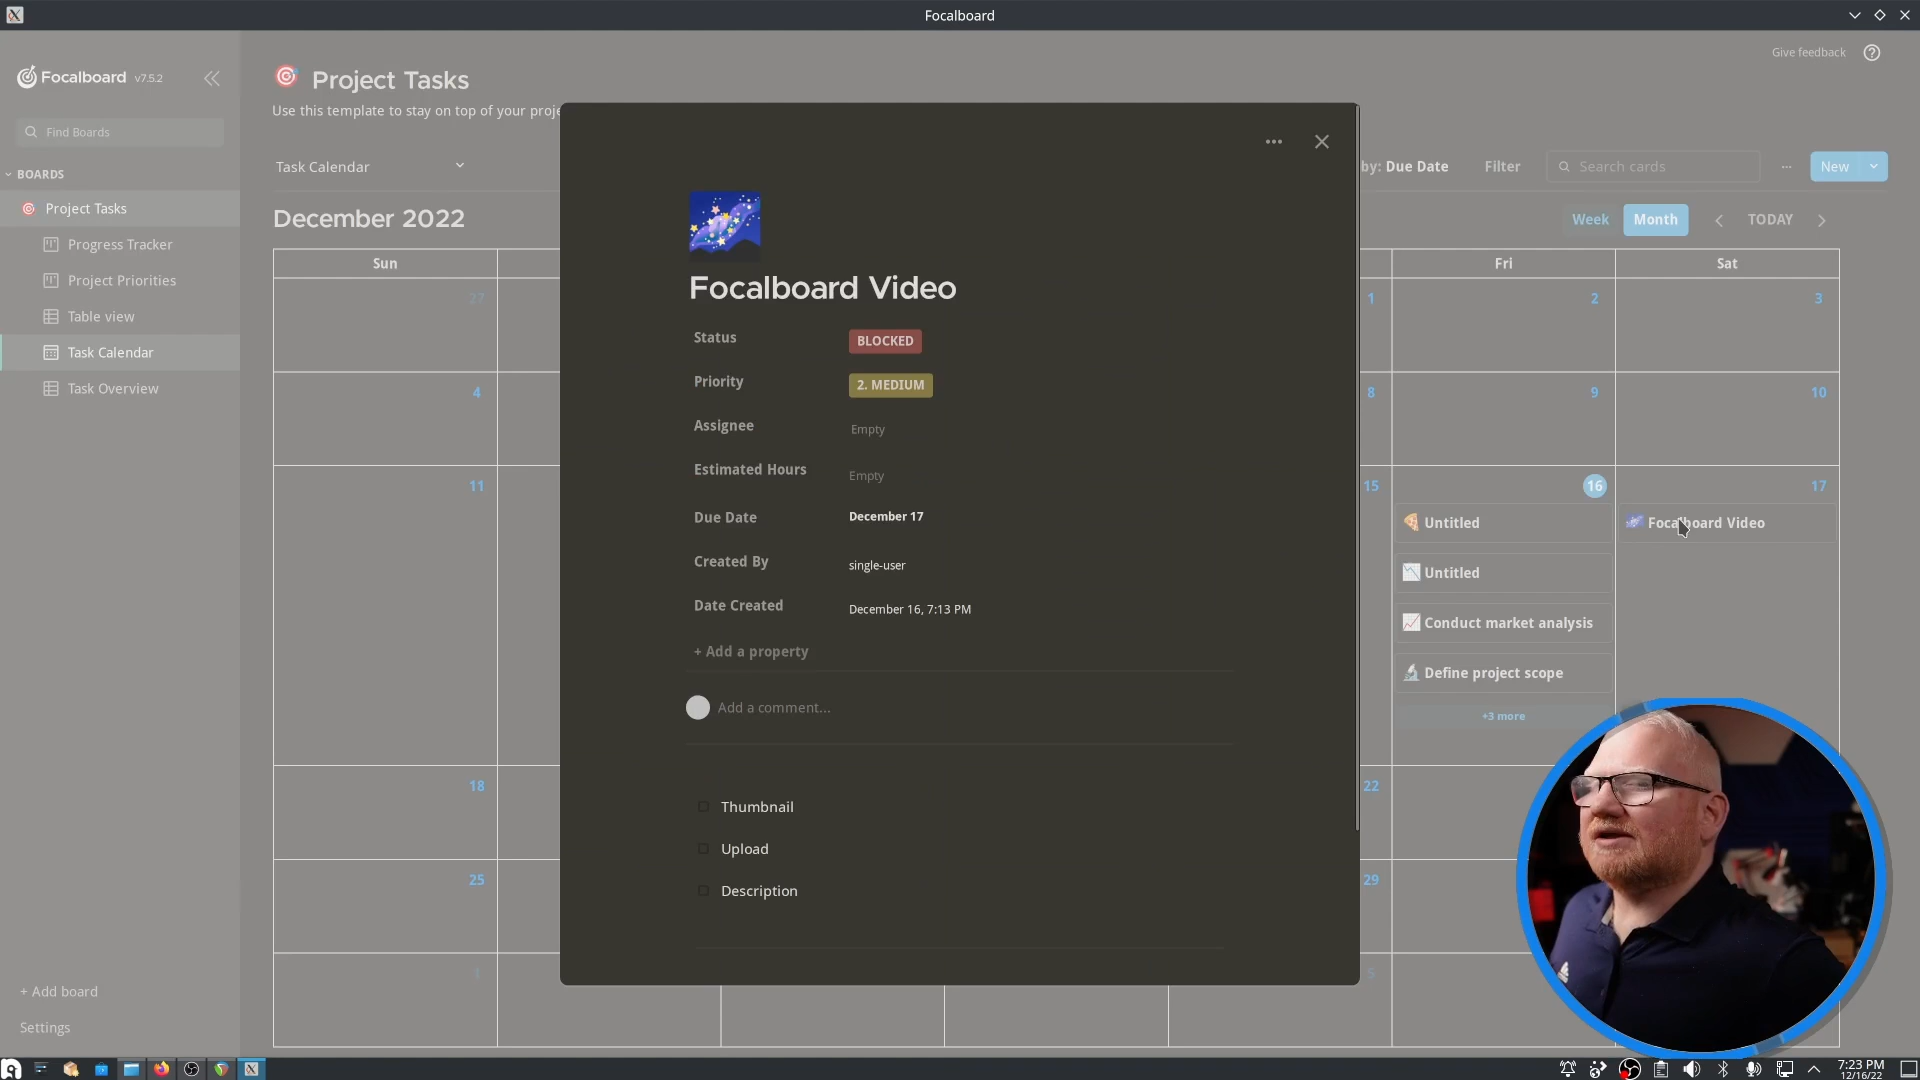 Focalboard
Give feedback
Focalboard v7.5.2
Find Boards
BOARDS
Project Tasks
Progress Tracker
Project Priorities
Table view
Task Calendar
Task Overview
+ Add board
Settings
Project Tasks
Use this template to stay on top of your proje
Task Calendar
by: Due Date
Filter
Search cards
New
December 2022
Week
Month
TODAY
Sun
Fri
Sat
27
1
2
3
4
8
9
10
11
15
16
17
Untitled
Untitled
Conduct market analysis
Define project scope
+3 more
Focalboard Video
18
22
25
29
1
5
Focalboard Video
Status
BLOCKED
Priority
2. MEDIUM
Assignee
Empty
Estimated Hours
Empty
Due Date
December 17
Created By
single-user
Date Created
December 16, 7:13 PM
+ Add a property
Add a comment...
Thumbnail
Upload
Description
7:23 PM
12/16/22